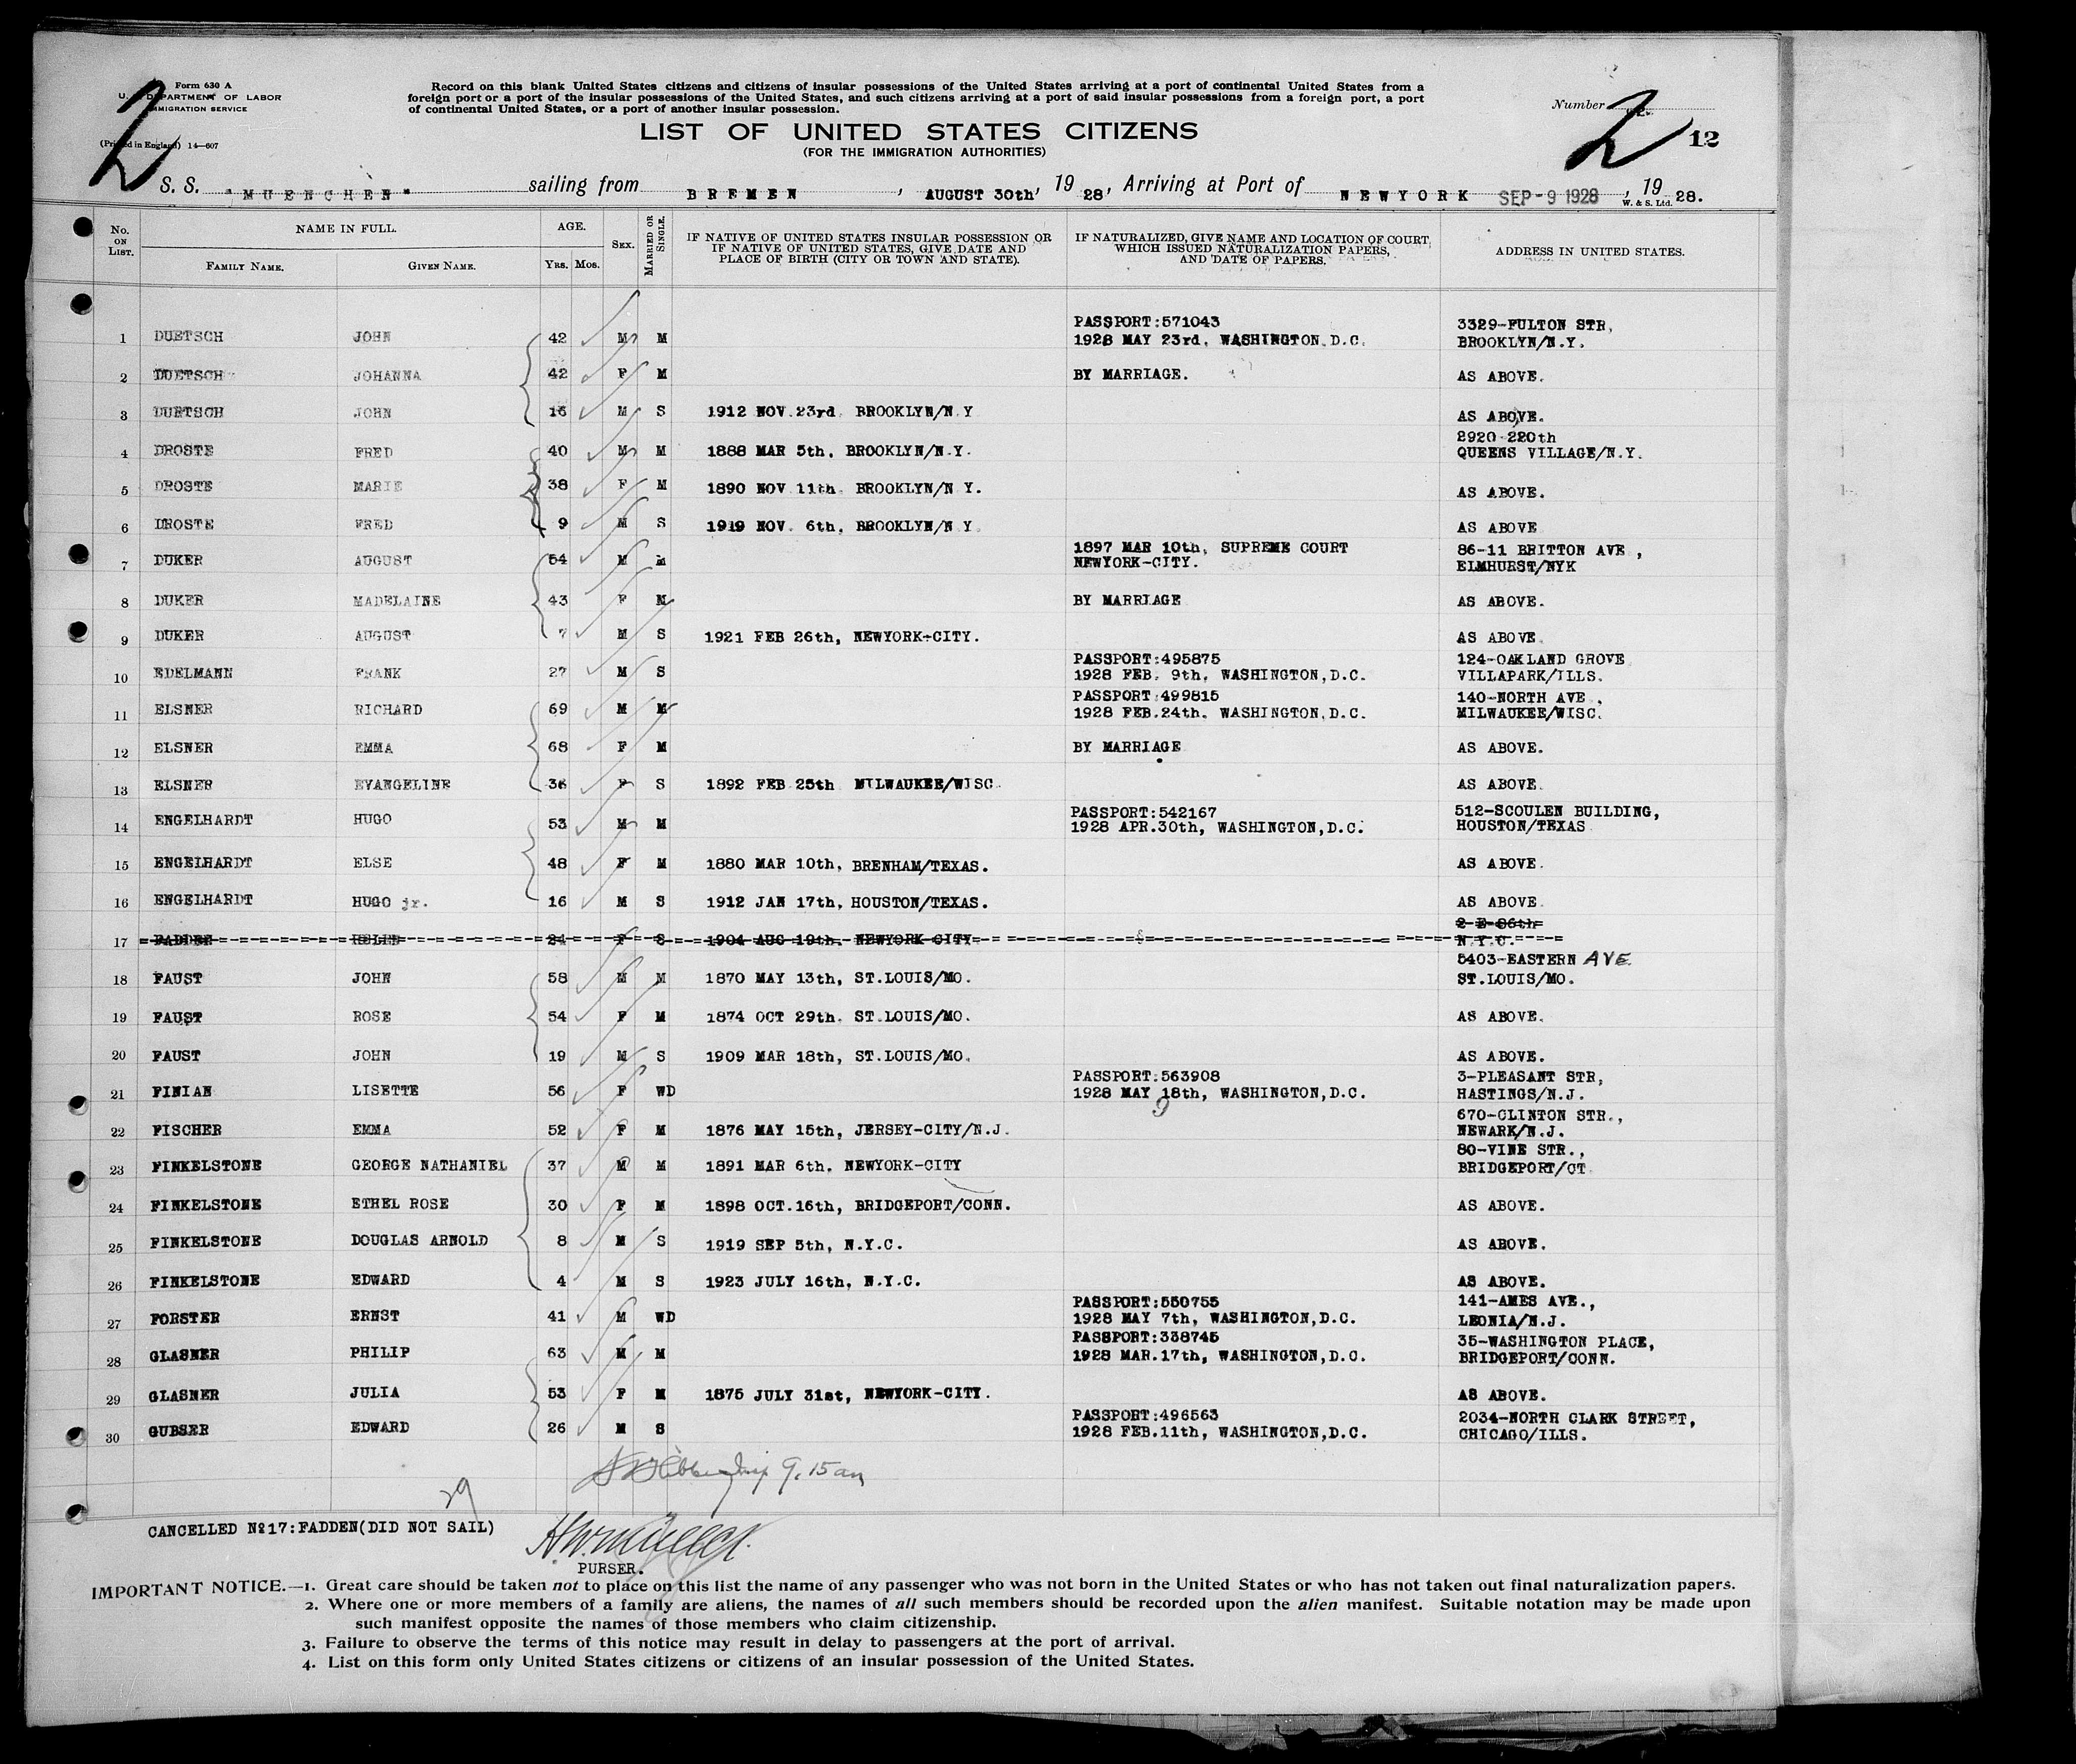 Form 630 A
U. S. DEPARTMENT OF LABOR
IMMIGRATION SERVICE
(Printed in England) 14—607
2
Record on this blank United States citizens and citizens of insular possessions of the United States arriving at a port of continental United States from a
foreign port or a port of the insular possessions of the United States, and such citizens arriving at a port of said insular possessions from a foreign port, a port
of continental United States, or a port of another insular possession.
LIST OF UNITED STATES CITIZENS
(FOR THE IMMIGRATION AUTHORITIES)
Number 2
12
S. S. "MUENCHEN" sailing from BREMEN, AUGUST 30th, 19 28, Arriving at Port of NEWYORK SEP - 9 1928, 19 28.
W. & S. Ltd.
No. ON LIST. NAME IN FULL. AGE. SEX. MARRIED OR SINGLE. IF NATIVE OF UNITED STATES INSULAR POSSESSION OR IF NATIVE OF UNITED STATES, GIVE DATE AND PLACE OF BIRTH (CITY OR TOWN AND STATE). IF NATURALIZED, GIVE NAME AND LOCATION OF COURT WHICH ISSUED NATURALIZATION PAPERS, AND DATE OF PAPERS. ADDRESS IN UNITED STATES.
FAMILY NAME. GIVEN NAME. YRS. MOS.
PASSPORT:571043 3329-FULTON STR,
1 DUETSCH JOHN 42 M M 1928 MAY 23rd, WASHINGTON,D.C. BROOKLYN/N.Y.
2 DUETSCH JOHANNA 42 F M BY MARRIAGE. AS ABOVE.
3 DUETSCH JOHN 16 M S 1912 NOV.23rd, BROOKLYN/N.Y AS ABOVE.
2920-220th
4 DROSTE FRED 40 M M 1888 MAR 5th, BROOKLYN/N.Y. QUEENS VILLAGE/N.Y.
5 DROSTE MARIE 38 F M 1890 NOV 11th, BROOKLYN/N Y. AS ABOVE.
6 DROSTE FRED 9 M S 1919 NOV. 6th, BROOKLYN/N Y. AS ABOVE
1897 MAR 10th, SUPREME COURT 86-11 BRITTON AVE ,
7 DUKER AUGUST 54 M M NEWYORK-CITY. ELMHURST/NYK
8 DUKER MADELAINE 43 F M BY MARRIAGE AS ABOVE.
9 DUKER AUGUST 7 M S 1921 FEB 26th, NEWYORK-CITY. AS ABOVE.
PASSPORT:495875 124-OAKLAND GROVE
10 EDELMANN FRANK 27 M S 1928 FEB. 9th, WASHINGTON,D.C. VILLAPARK/ILLS.
PASSPORT:499815 140-NORTH AVE ,
11 ELSNER RICHARD 69 M M 1928 FEB.24th, WASHINGTON,D.C. MILWAUKEE/WISC.
12 ELSNER EMMA 68 F M BY MARRIAGE AS ABOVE.
13 ELSNER EVANGELINE 36 F S 1892 FEB 25th MILWAUKEE/WISC. AS ABOVE.
PASSPORT:542167 512-SCOULEN BUILDING,
14 ENGELHARDT HUGO 53 M M 1928 APR.30th, WASHINGTON,D.C. HOUSTON/TEXAS
15 ENGELHARDT ELSE 48 F M 1880 MAR 10th, BRENHAM/TEXAS. AS ABOVE.
16 ENGELHARDT HUGO jr. 16 M S 1912 JAN 17th, HOUSTON/TEXAS. AS ABOVE.
2 E 86th
17 FADDEN HELEN 24 F S 1904 AUG 19th, NEWYORK CITY N.Y.C.
5403-EASTERN AVE.
18 FAUST JOHN 58 M M 1870 MAY 13th, ST.LOUIS/MO. ST.LOUIS/MO.
19 FAUST ROSE 54 F M 1874 OCT 29th, ST.LOUIS/MO. AS ABOVE.
20 FAUST JOHN 19 M S 1909 MAR 18th, ST.LOUIS/MO. AS ABOVE.
PASSPORT:563908 3-PLEASANT STR,
21 FINIAN LISETTE 56 F WD 1928 MAY 18th, WASHINGTON,D.C. HASTINGS/N.J.
9 670-CLINTON STR.,
22 FISCHER EMMA 52 F M 1876 MAY 15th, JERSEY-CITY/N.J. NEWARK/N.J.
80-VINE STR.,
23 FINKELSTONE GEORGE NATHANIEL 37 M M 1891 MAR 6th, NEWYORK-CITY BRIDGEPORT/CT
24 FINKELSTONE ETHEL ROSE 30 F M 1898 OCT.16th, BRIDGEPORT/CONN. AS ABOVE.
25 FINKELSTONE DOUGLAS ARNOLD 8 M S 1919 SEP 5th, N.Y.C. AS ABOVE.
26 FINKELSTONE EDWARD 4 M S 1923 JULY 16th, N.Y.C. AS ABOVE.
PASSPORT:550755 141-AMES AVE.,
27 FORSTER ERNST 41 M WD 1928 MAY 7th, WASHINGTON,D.C. LEONIA/N.J.
PASSPORT:338745 35-WASHINGTON PLACE,
28 GLASNER PHILIP 63 M M 1928 MAR.17th, WASHINGTON,D.C. BRIDGEPORT/CONN.
29 GLASNER JULIA 53 F M 1875 JULY 31st, NEWYORK-CITY. AS ABOVE.
PASSPORT:496563 2034-NORTH CLARK STREET,
30 GUBSER EDWARD 26 M S 1928 FEB.11th, WASHINGTON,D.C. CHICAGO/ILLS.
9.15 am
29
CANCELLED No17:FADDEN(DID NOT SAIL)
PURSER.
IMPORTANT NOTICE.—1. Great care should be taken not to place on this list the name of any passenger who was not born in the United States or who has not taken out final naturalization papers.
2. Where one or more members of a family are aliens, the names of all such members should be recorded upon the alien manifest. Suitable notation may be made upon
such manifest opposite the names of those members who claim citizenship.
3. Failure to observe the terms of this notice may result in delay to passengers at the port of arrival.
4. List on this form only United States citizens or citizens of an insular possession of the United States.